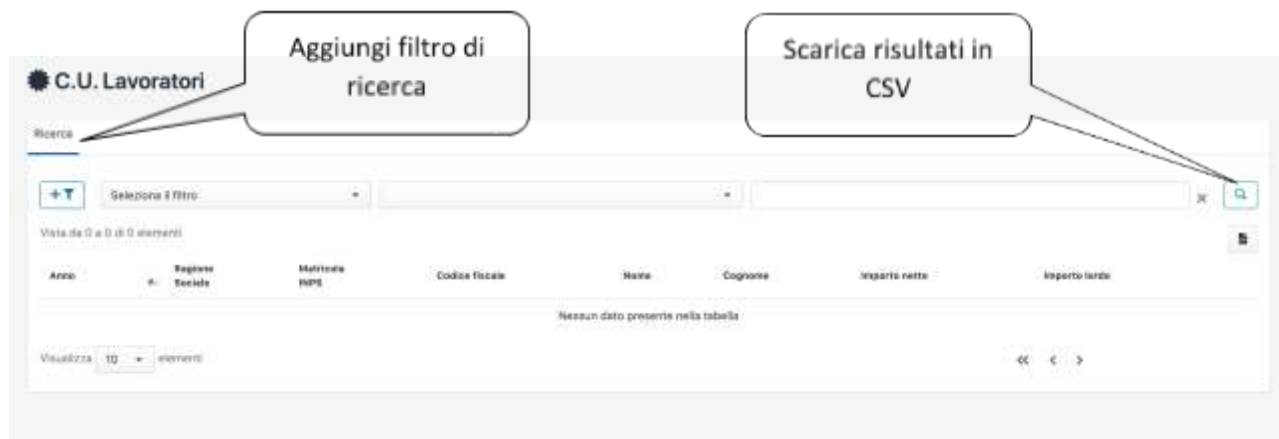 Aggiungi filtro di
ricerca
Scarica risultati in
CSV
C.U. Lavoratori
Ricerca
Seleziona il filtro
Vista da 0 a 0 di 0 elementi
Anno Ragione Sociale Matricola INPS Codice fiscale Nome Cognome Importo netto Importo lordo
Nessun dato presente nella tabella
Visualizza 10 elementi